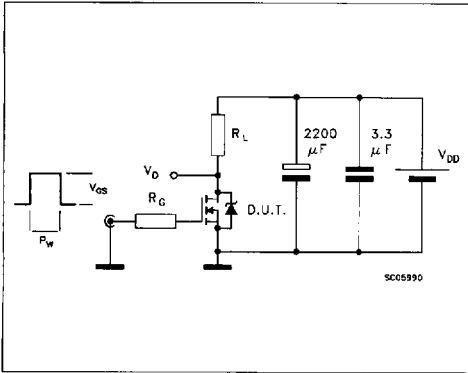 R_L
2200
μF
3.3
μF
V_DD
V_D
V_GS
R_G
D.U.T.
P_W
SC05990